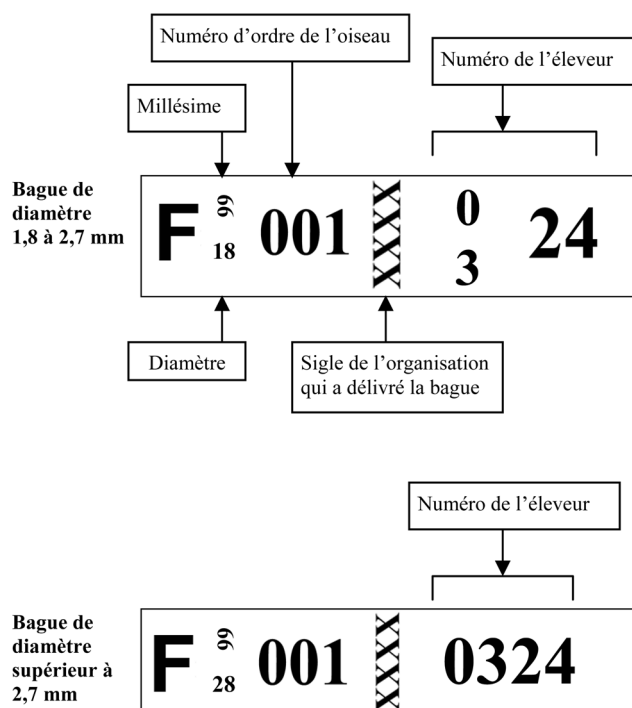 Numéro d'ordre de l'oiseau
Numéro de l'éleveur
Millésime
Bague de
diamètre
1,8 à 2,7 mm
F 99 18 001 XXXX 0 3 24
Diamètre
Sigle de l'organisation
qui a délivré la bague
Numéro de l'éleveur
Bague de
diamètre
supérieur à
2,7 mm
F 99 28 001 XXXX 0324